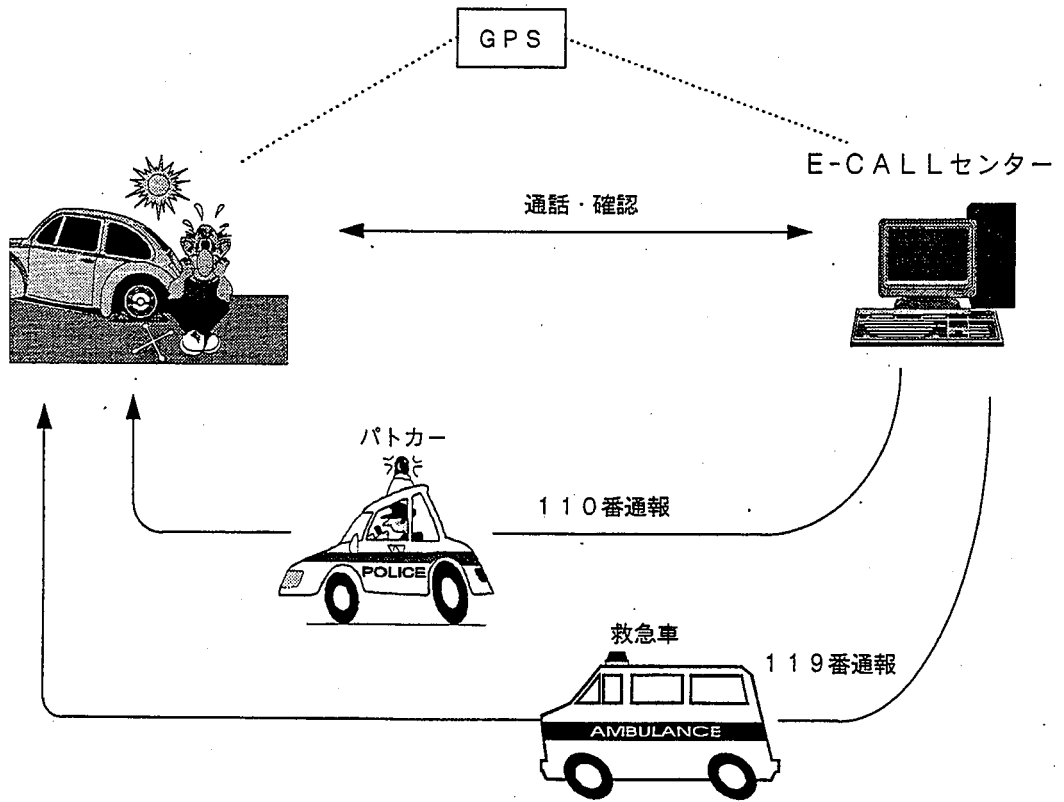 GPS
E-CALLセンター
通話・確認
パトカー
110番通報
POLICE
救急車
119番通報
AMBULANCE